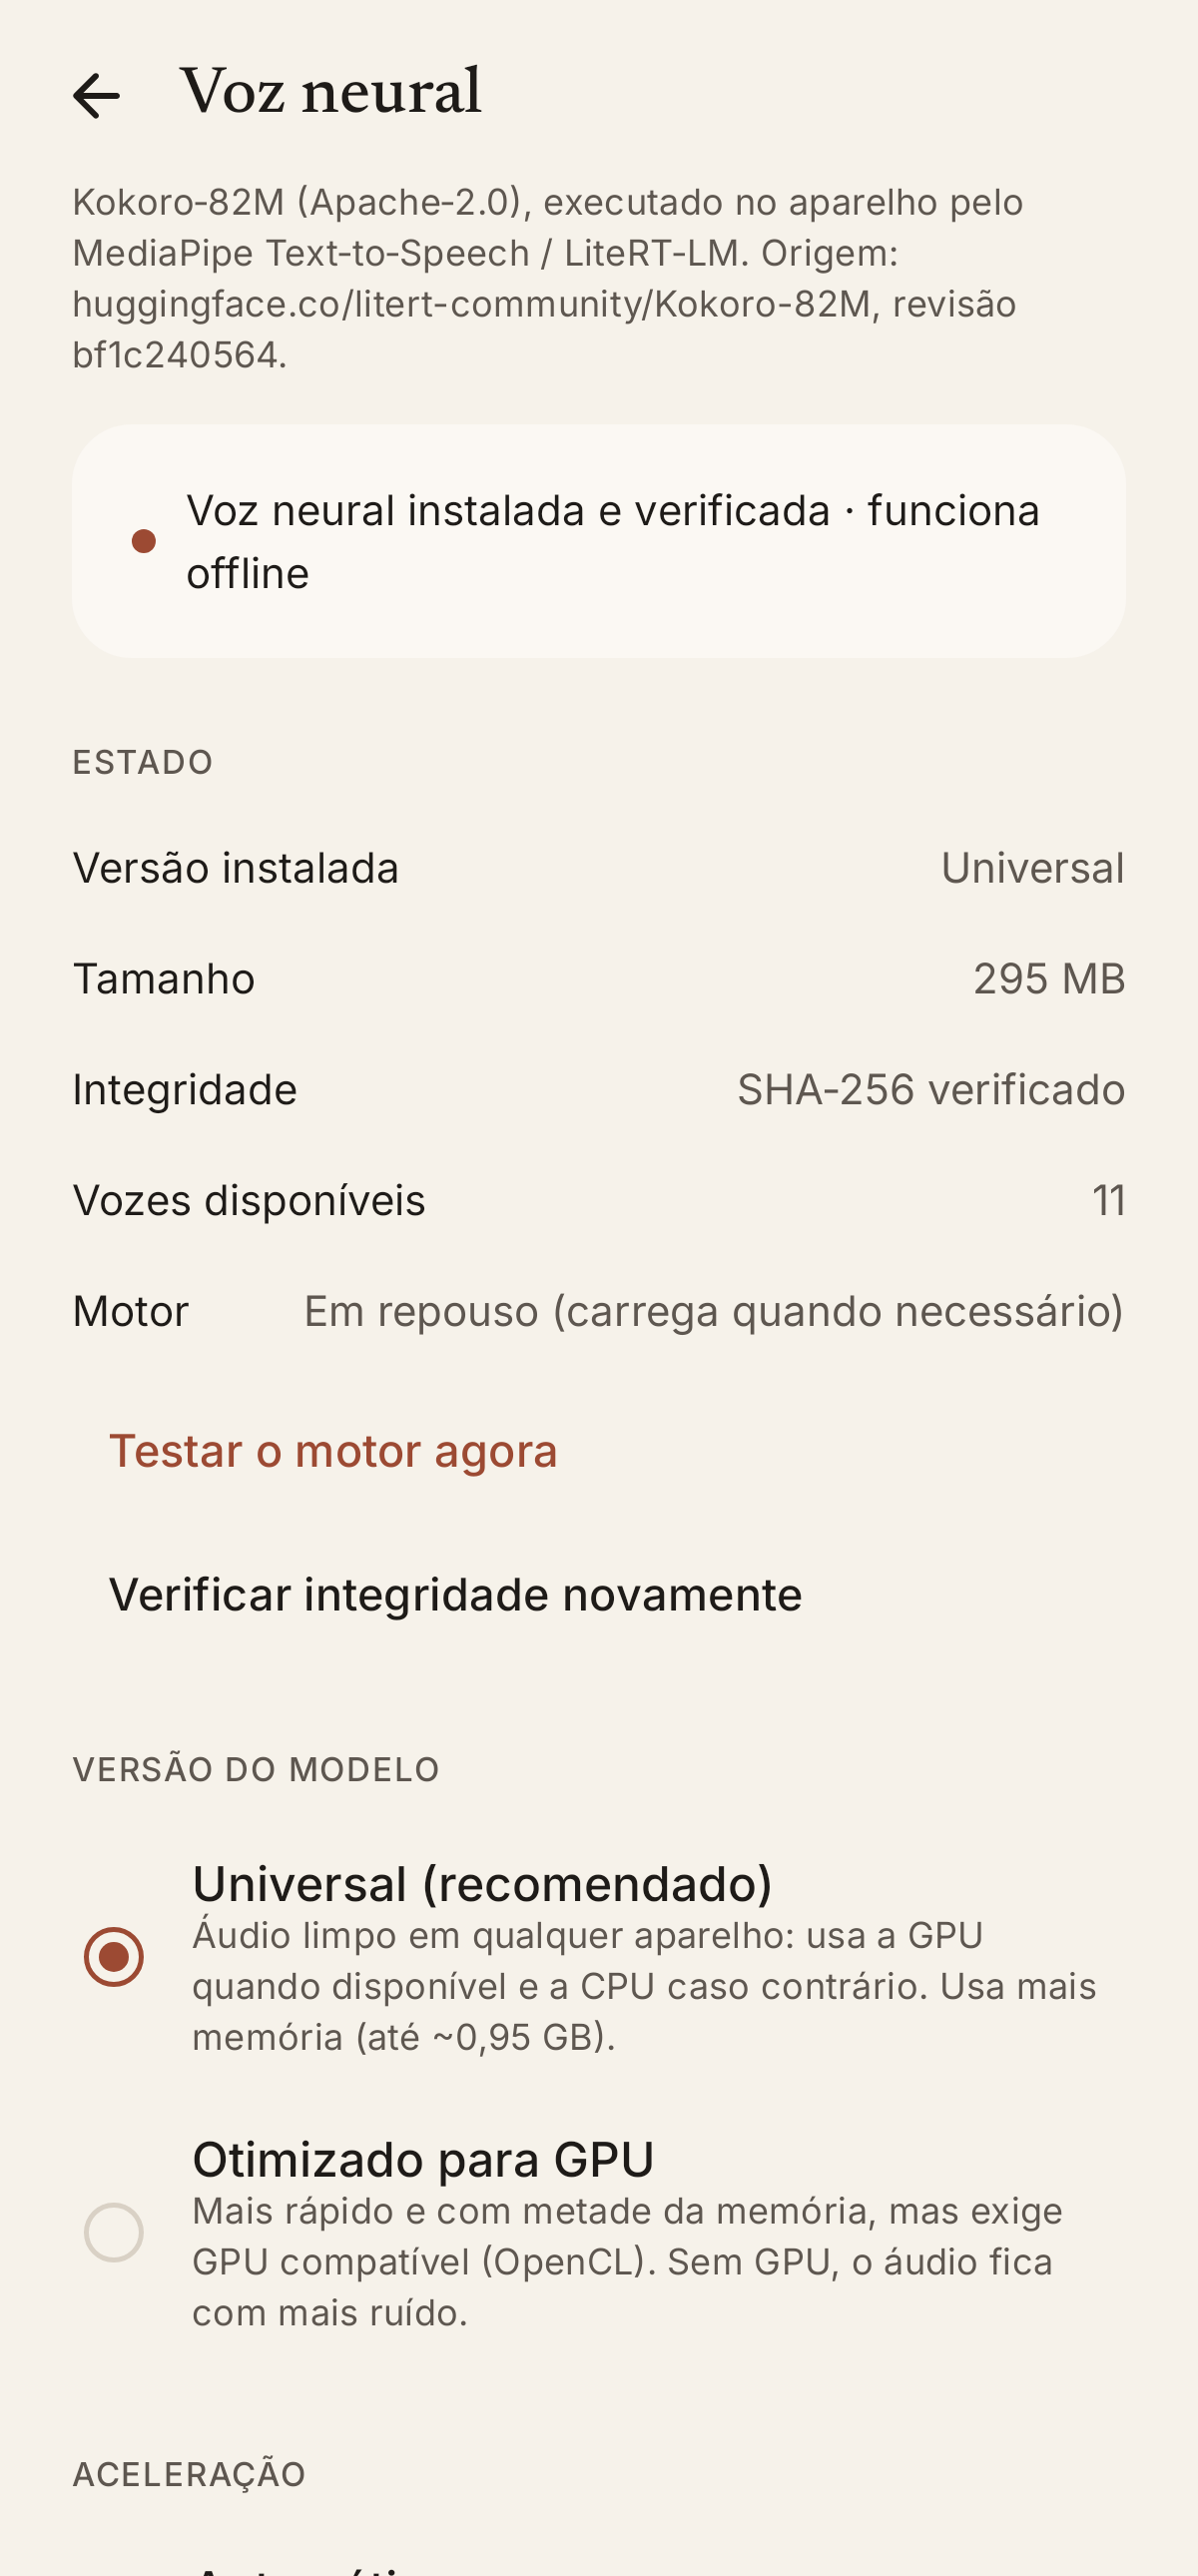 Voz neural
Kokoro-82M (Apache-2.0), executado no aparelho pelo
MediaPipe Text-to-Speech / LiteRT-LM. Origem:
huggingface.co/litert-community/Kokoro-82M, revisão
bf1c240564.
Voz neural instalada e verificada · funciona
offline
ESTADO
Versão instalada Universal
Tamanho 295 MB
Integridade SHA-256 verificado
Vozes disponíveis 11
Motor Em repouso (carrega quando necessário)
Testar o motor agora
Verificar integridade novamente
VERSÃO DO MODELO
Universal (recomendado)
Áudio limpo em qualquer aparelho: usa a GPU
quando disponível e a CPU caso contrário. Usa mais
memória (até ~0,95 GB).
Otimizado para GPU
Mais rápido e com metade da memória, mas exige
GPU compatível (OpenCL). Sem GPU, o áudio fica
com mais ruído.
ACELERAÇÃO